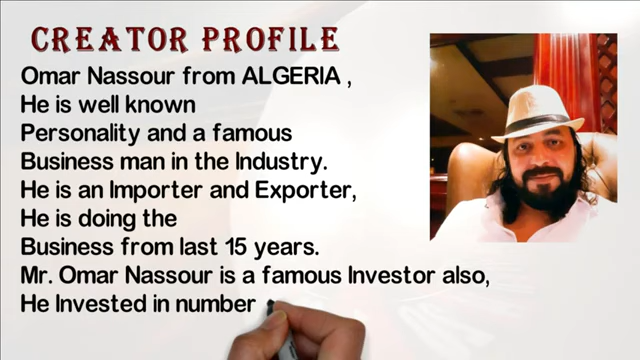 CREATOR PROFILE
Omar Nassour from ALGERIA ,
He is well known
Personality and a famous
Business man in the Industry.
He is an Importer and Exporter,
He is doing the
Business from last 15 years.
Mr. Omar Nassour is a famous Investor also,
He Invested in number